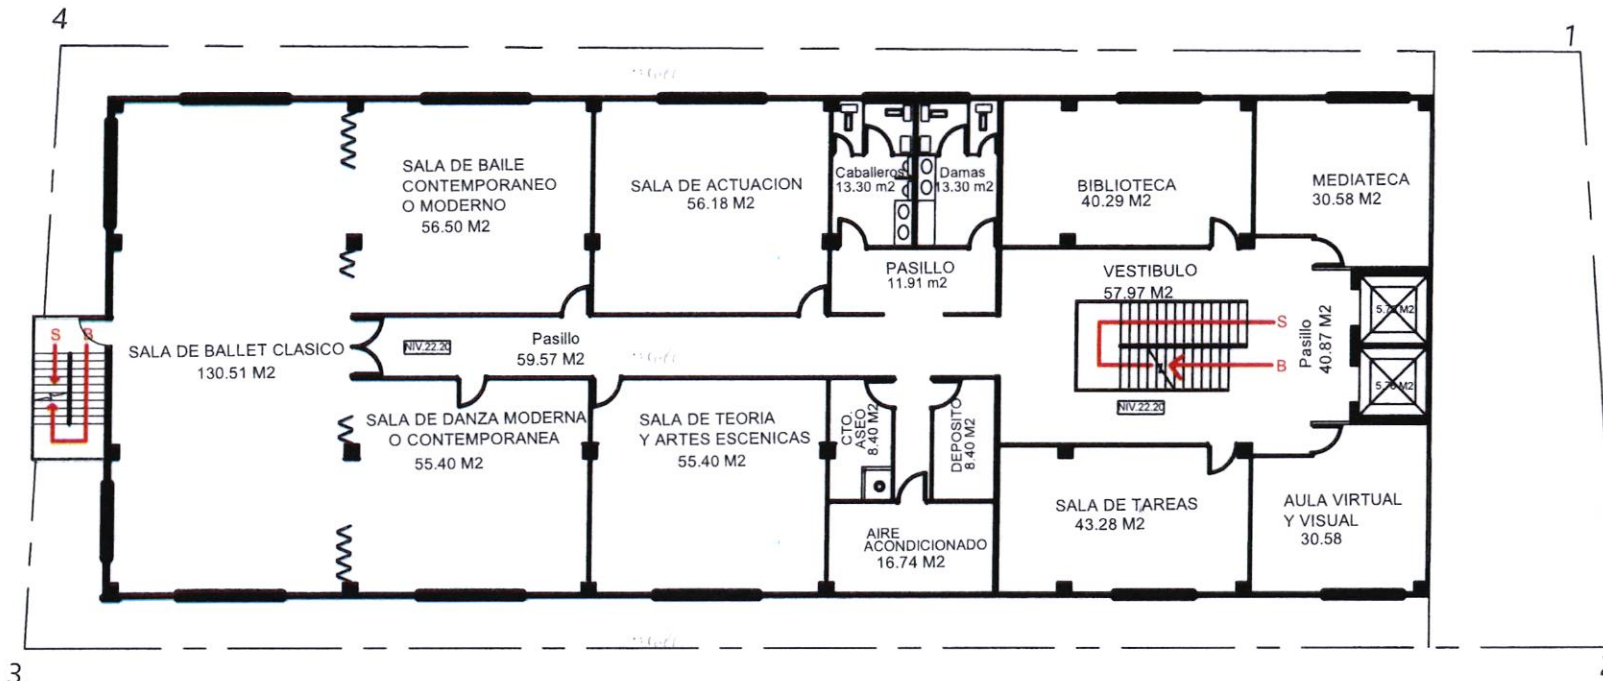 4
1
SALA DE BAILE
CONTEMPORANEO
O MODERNO
56.50 M2
SALA DE ACTUACION
56.18 M2
Caballeros
13.30 m2
Damas
13.30 m2
BIBLIOTECA
40.29 M2
MEDIATECA
30.58 M2
PASILLO
11.91 m2
VESTIBULO
57.97 M2
S
B
SALA DE BALLET CLASICO
130.51 M2
NIV.22.20
Pasillo
59.57 M2
S
B
NIV.22.20
Pasillo
40.87 M2
SALA DE DANZA MODERNA
O CONTEMPORANEA
55.40 M2
SALA DE TEORIA
Y ARTES ESCENICAS
55.40 M2
CTO.
ASEO
8.40 M2
DEPOSITO
8.40 M2
AIRE
ACONDICIONADO
16.74 M2
SALA DE TAREAS
43.28 M2
AULA VIRTUAL
Y VISUAL
30.58
3